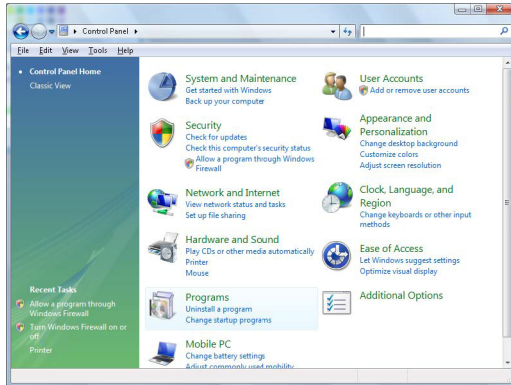 Control Panel
File Edit View Tools Help
Control Panel Home
Classic View
Recent Tasks
Allow a program through
Windows Firewall
Turn Windows Firewall on or
off
Printer
System and Maintenance
Get started with Windows
Back up your computer
Security
Check for updates
Check this computer's security status
Allow a program through Windows
Firewall
Network and Internet
View network status and tasks
Set up file sharing
Hardware and Sound
Play CDs or other media automatically
Printer
Mouse
Programs
Uninstall a program
Change startup programs
Mobile PC
Change battery settings
Adjust commonly used mobility
User Accounts
Add or remove user accounts
Appearance and
Personalization
Change desktop background
Customize colors
Adjust screen resolution
Clock, Language, and
Region
Change keyboards or other input
methods
Ease of Access
Let Windows suggest settings
Optimize visual display
Additional Options